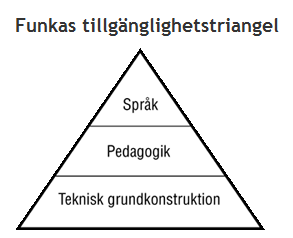 Funkas tillgänglighetstriangel
Språk
Pedagogik
Teknisk grundkonstruktion